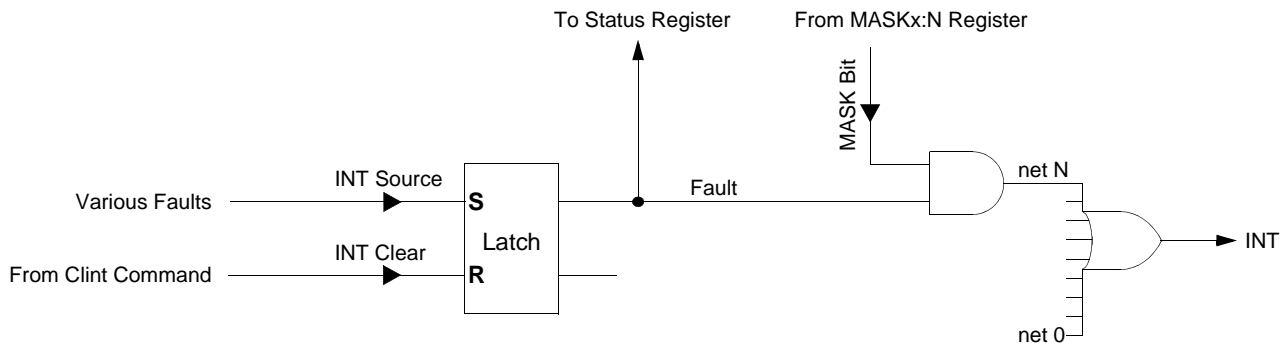 To Status Register
From MASKx:N Register
MASK Bit
INT Source
Various Faults
S
Fault
net N
Latch
INT
INT Clear
From Clint Command
R
net 0